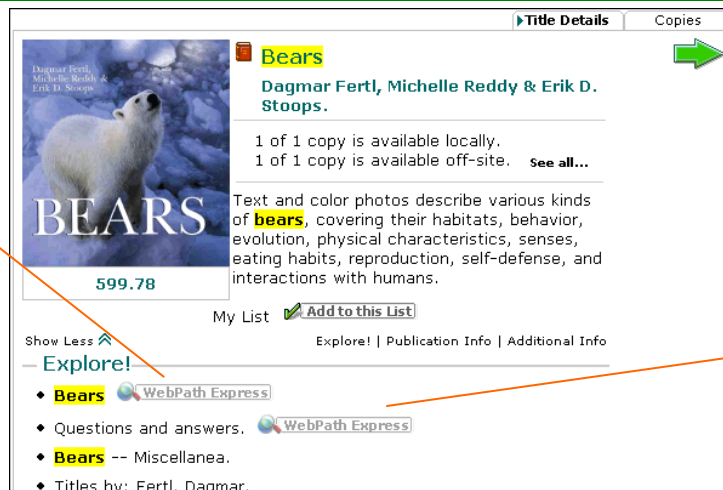 Title Details
Copies
Dagmar Fertl,
Michelle Reddy &
Erik D. Stoops
BEARS
599.78
Bears
Dagmar Fertl, Michelle Reddy & Erik D.
Stoops.
1 of 1 copy is available locally.
1 of 1 copy is available off-site. See all...
Text and color photos describe various kinds
of bears, covering their habitats, behavior,
evolution, physical characteristics, senses,
eating habits, reproduction, self-defense, and
interactions with humans.
My List Add to this List
Show Less
Explore! | Publication Info | Additional Info
Explore!
Bears WebPath Express
Questions and answers. WebPath Express
Bears -- Miscellanea.
Titles by: Fertl, Dagmar.